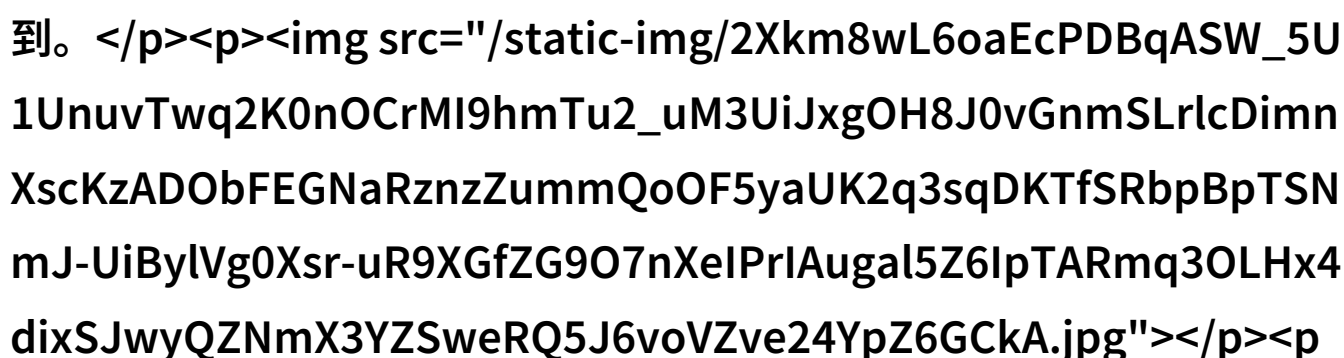 到。</p><p><img src="/static-img/2Xkm8wL6oaEcPDBqASW_5U
1UnuvTwq2K0nOCrMI9hmTu2_uM3UiJxgOH8J0vGnmSLrlcDimn
XscKzADObFEGNaRznzZummQoOF5yaUK2q3sqDKTfSRbpBpTSN
mJ-UiBylVg0Xsr-uR9XGfZG9O7nXeIPrIAugal5Z6IpTARmq3OLHx4
dixSJwyQZNmX3YZSweRQ5J6voVZve24YpZ6GCkA.jpg"></p><p